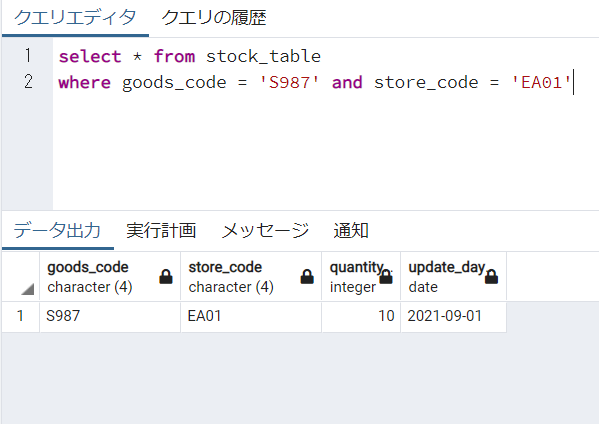 クエリエディタ クエリの履歴
1 select * from stock_table
2 where goods_code = 'S987' and store_code = 'EA01'
データ出力 実行計画 メッセージ 通知
goods_code store_code quantity update_day
character (4) character (4) integer date
1 S987 EA01 10 2021-09-01